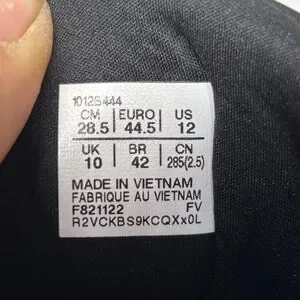 1012B444
CM | EURO | US
28.5 | 44.5 | 12
UK | BR | CN
10 | 42 | 285(2.5)
MADE IN VIETNAM
FABRIQUE AU VIETNAM
F821122 FV
R2VCKBS9KCQXx0L